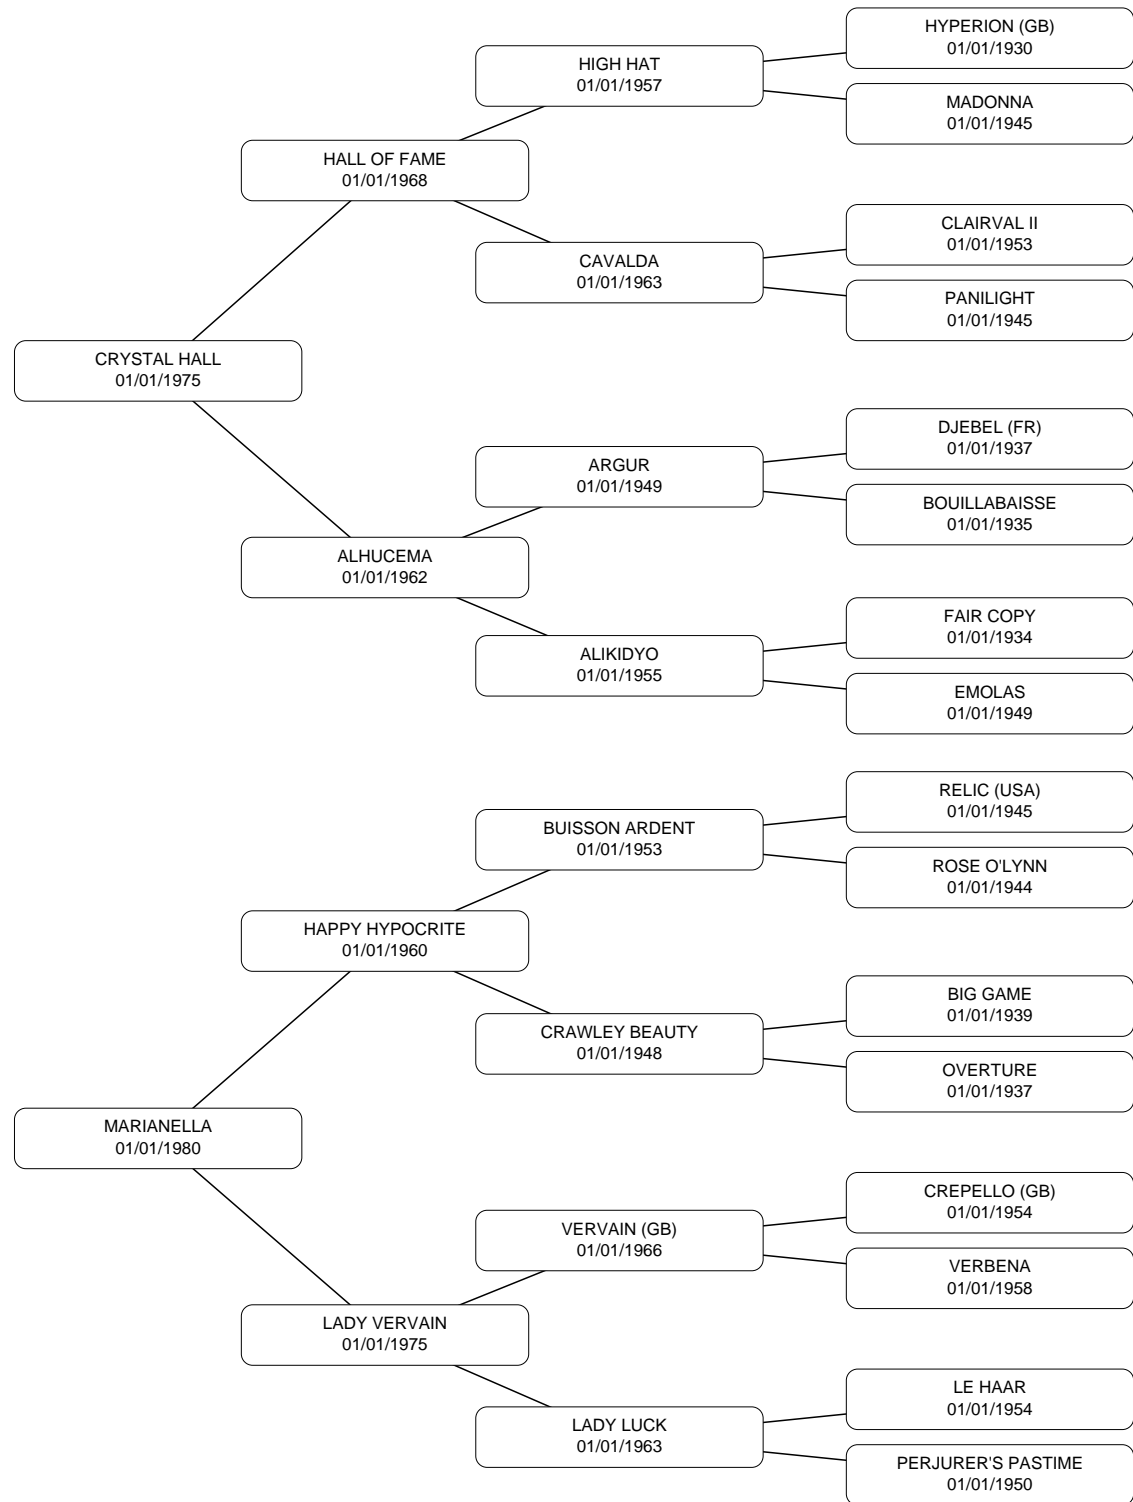 HYPERION (GB)
01/01/1930
HIGH HAT
01/01/1957
MADONNA
01/01/1945
HALL OF FAME
01/01/1968
CLAIRVAL II
01/01/1953
CAVALDA
01/01/1963
PANILIGHT
01/01/1945
CRYSTAL HALL
01/01/1975
DJEBEL (FR)
01/01/1937
ARGUR
01/01/1949
BOUILLABAISSE
01/01/1935
ALHUCEMA
01/01/1962
FAIR COPY
01/01/1934
ALIKIDYO
01/01/1955
EMOLAS
01/01/1949
RELIC (USA)
01/01/1945
BUISSON ARDENT
01/01/1953
ROSE O'LYNN
01/01/1944
HAPPY HYPOCRITE
01/01/1960
BIG GAME
01/01/1939
CRAWLEY BEAUTY
01/01/1948
OVERTURE
01/01/1937
MARIANELLA
01/01/1980
CREPELLO (GB)
01/01/1954
VERVAIN (GB)
01/01/1966
VERBENA
01/01/1958
LADY VERVAIN
01/01/1975
LE HAAR
01/01/1954
LADY LUCK
01/01/1963
PERJURER'S PASTIME
01/01/1950